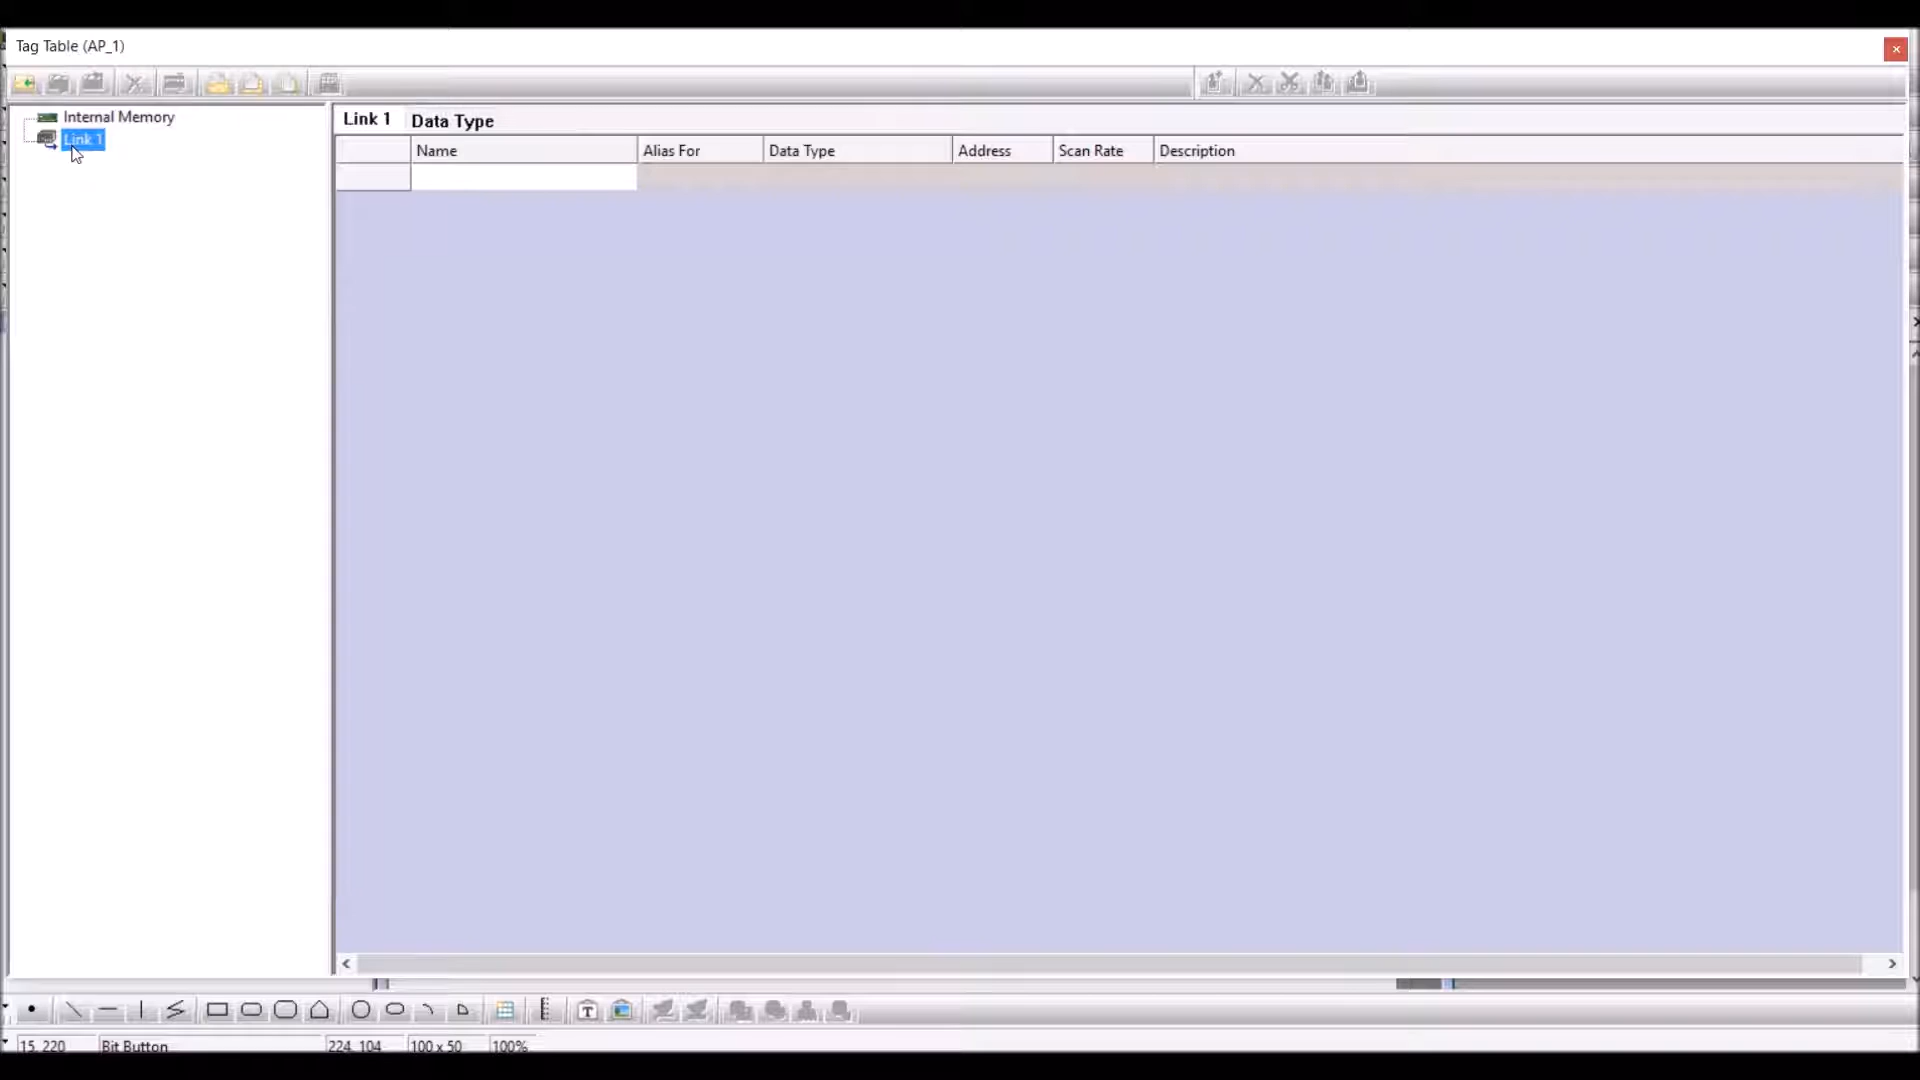 Tag Table (AP_1)
Internal Memory
Link 1
Link 1 Data Type
Name Alias For Data Type Address Scan Rate Description
15, 220 Bit Button 224, 104 100 x 50 100%